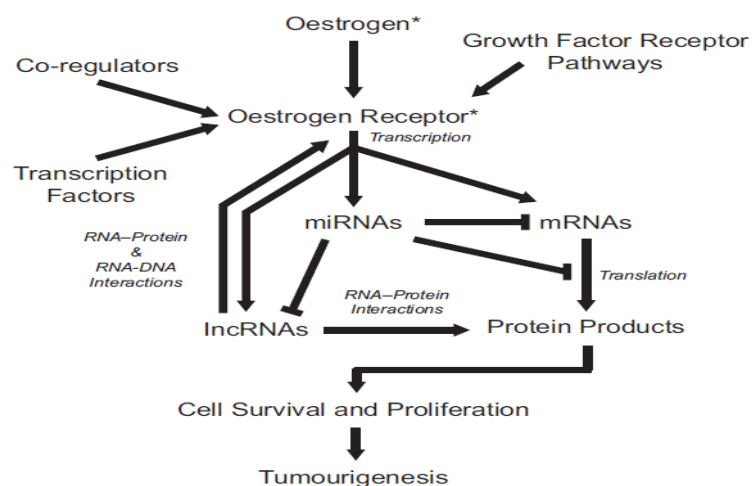 Oestrogen*
Growth Factor Receptor
Pathways
Co-regulators
Oestrogen Receptor*
Transcription
Transcription
Factors
miRNAs
mRNAs
RNA–Protein
&
RNA-DNA
Interactions
Translation
RNA–Protein
Interactions
lncRNAs
Protein Products
Cell Survival and Proliferation
Tumourigenesis